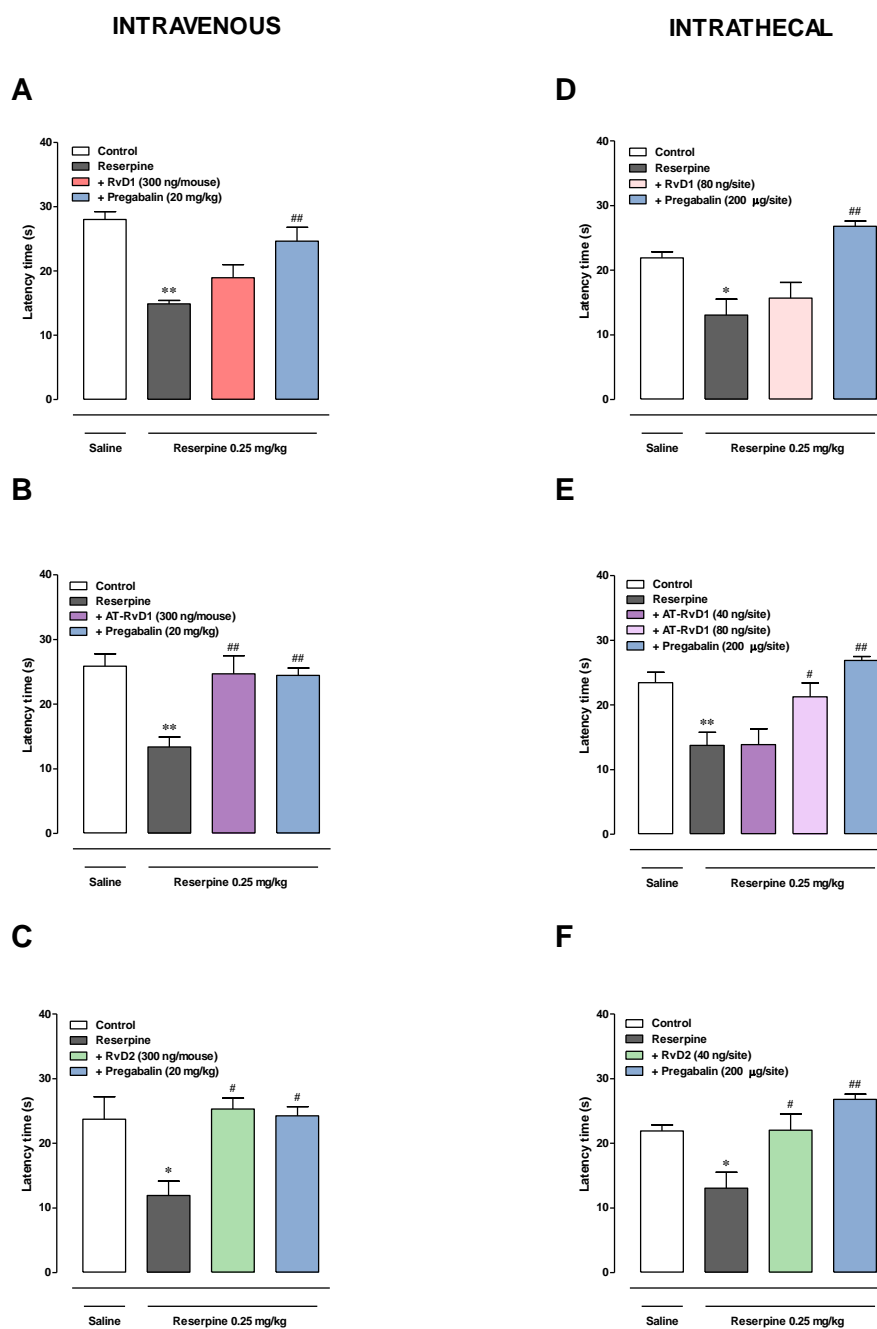 INTRAVENOUS
INTRATHECAL
A
Latency time (s)
40
30
20
10
0
Control
Reserpine
+ RvD1 (300 ng/mouse)
+ Pregabalin (20 mg/kg)
**
##
Saline
Reserpine 0.25 mg/kg
D
Latency time (s)
40
30
20
10
0
Control
Reserpine
+ RvD1 (80 ng/site)
+ Pregabalin (200 µg/site)
*
##
Saline
Reserpine 0.25 mg/kg
B
Latency time (s)
40
30
20
10
0
Control
Reserpine
+ AT-RvD1 (300 ng/mouse)
+ Pregabalin (20 mg/kg)
**
##
##
Saline
Reserpine 0.25 mg/kg
E
Latency time (s)
40
30
20
10
0
Control
Reserpine
+ AT-RvD1 (40 ng/site)
+ AT-RvD1 (80 ng/site)
+ Pregabalin (200 µg/site)
**
#
##
Saline
Reserpine 0.25 mg/kg
C
Latency time (s)
40
30
20
10
0
Control
Reserpine
+ RvD2 (300 ng/mouse)
+ Pregabalin (20 mg/kg)
*
#
#
Saline
Reserpine 0.25 mg/kg
F
Latency time (s)
40
30
20
10
0
Control
Reserpine
+ RvD2 (40 ng/site)
+ Pregabalin (200 µg/site)
*
#
##
Saline
Reserpine 0.25 mg/kg